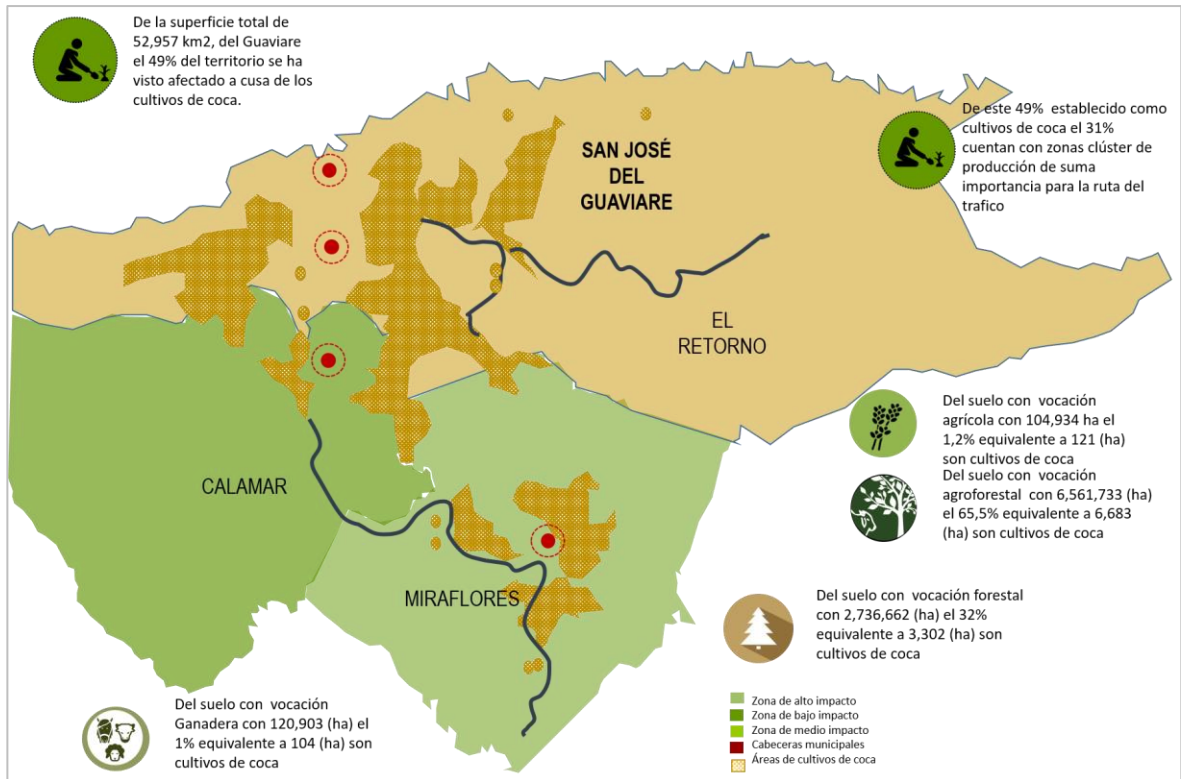 De la superficie total de
52,957 km2, del Guaviare
el 49% del territorio se ha
visto afectado a cusa de los
cultivos de coca.
De este 49% establecido como
cultivos de coca el 31%
cuentan con zonas clúster de
producción de suma
importancia para la ruta del
trafico
SAN JOSÉ
DEL
GUAVIARE
EL
RETORNO
CALAMAR
MIRAFLORES
Del suelo con vocación
agrícola con 104,934 ha el
1,2% equivalente a 121 (ha)
son cultivos de coca
Del suelo con vocación
agroforestal con 6,561,733 (ha)
el 65,5% equivalente a 6,683
(ha) son cultivos de coca
Del suelo con vocación forestal
con 2,736,662 (ha) el 32%
equivalente a 3,302 (ha) son
cultivos de coca
Del suelo con vocación
Ganadera con 120,903 (ha) el
1% equivalente a 104 (ha) son
cultivos de coca
Zona de alto impacto
Zona de bajo impacto
Zona de medio impacto
Cabeceras municipales
Áreas de cultivos de coca